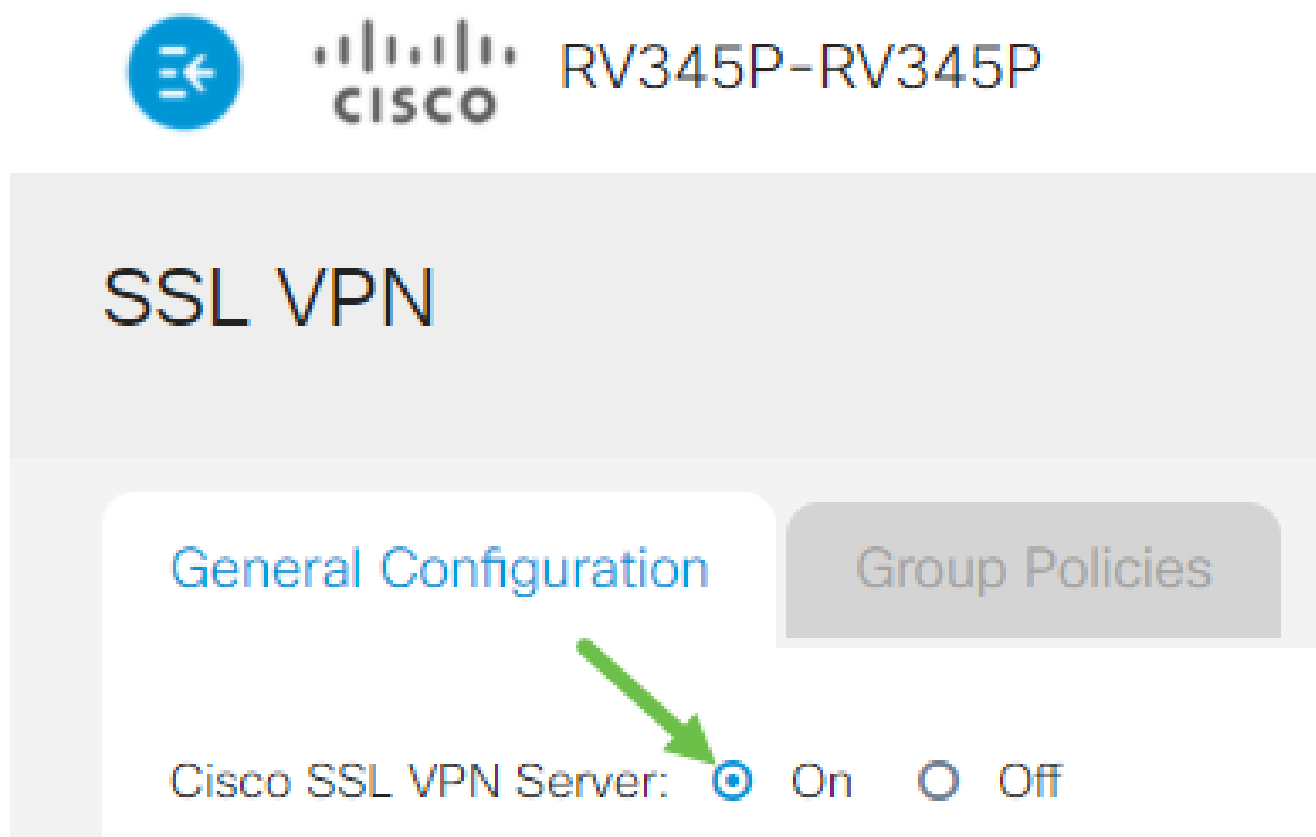 CISCO RV345P-RV345P
SSL VPN
General Configuration Group Policies
Cisco SSL VPN Server: On Off